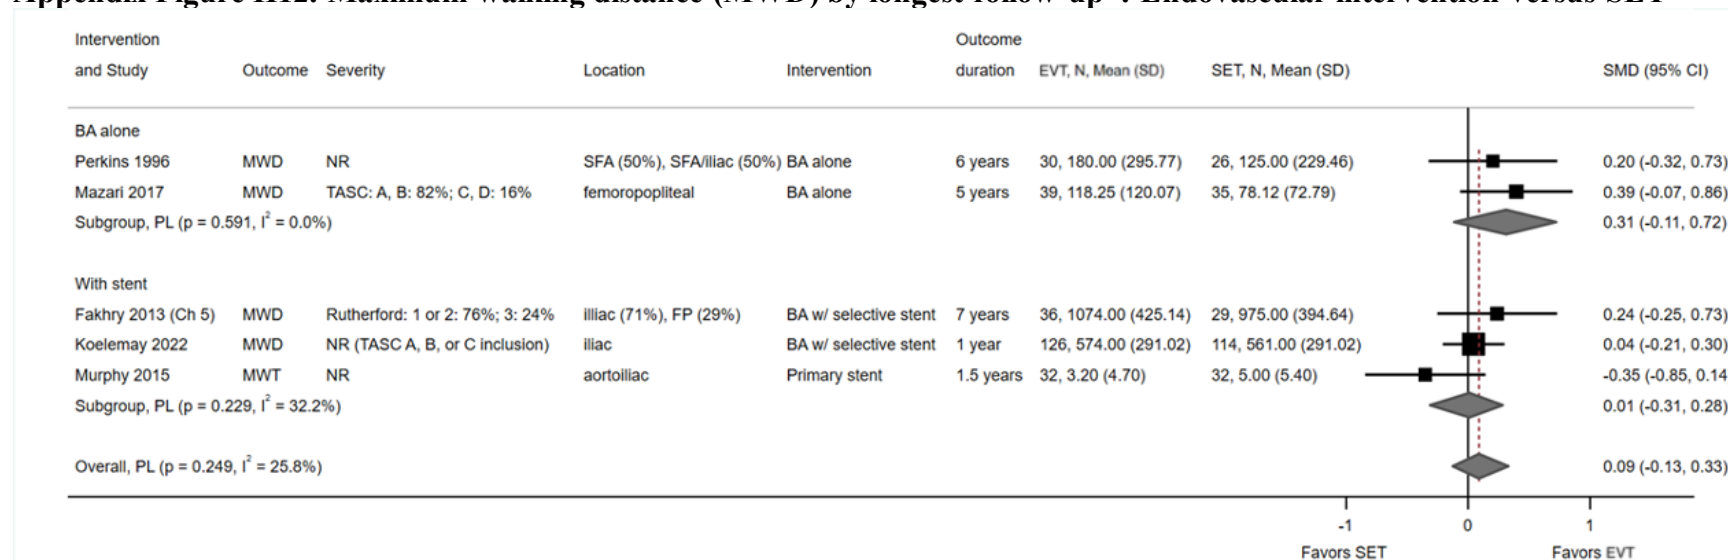 Appendix Figure H12. Maximum walking distance (MWD) by longest follow-up : Endovascular intervention versus SET
Intervention and Study Outcome Severity Location Intervention Outcome duration EVT, N, Mean (SD) SET, N, Mean (SD) SMD (95% CI)
BA alone
Perkins 1996 MWD NR SFA (50%), SFA/iliac (50%) BA alone 6 years 30, 180.00 (295.77) 26, 125.00 (229.46) 0.20 (-0.32, 0.73)
Mazari 2017 MWD TASC: A, B: 82%; C, D: 16% femoropopliteal BA alone 5 years 39, 118.25 (120.07) 35, 78.12 (72.79) 0.39 (-0.07, 0.86)
Subgroup, PL (p = 0.591, I² = 0.0%) 0.31 (-0.11, 0.72)
With stent
Fakhry 2013 (Ch 5) MWD Rutherford: 1 or 2: 76%; 3: 24% illiac (71%), FP (29%) BA w/ selective stent 7 years 36, 1074.00 (425.14) 29, 975.00 (394.64) 0.24 (-0.25, 0.73)
Koelemay 2022 MWD NR (TASC A, B, or C inclusion) iliac BA w/ selective stent 1 year 126, 574.00 (291.02) 114, 561.00 (291.02) 0.04 (-0.21, 0.30)
Murphy 2015 MWT NR aortoiliac Primary stent 1.5 years 32, 3.20 (4.70) 32, 5.00 (5.40) -0.35 (-0.85, 0.14
Subgroup, PL (p = 0.229, I² = 32.2%) 0.01 (-0.31, 0.28)
Overall, PL (p = 0.249, I² = 25.8%) 0.09 (-0.13, 0.33)
-1 0 1
Favors SET Favors EVT